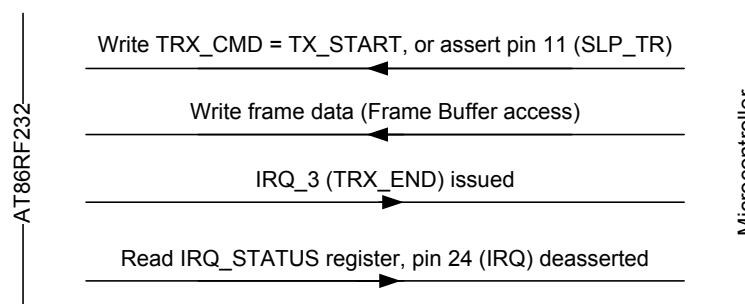 Write TRX_CMD = TX_START, or assert pin 11 (SLP_TR)
Write frame data (Frame Buffer access)
AT86RF232
IRQ_3 (TRX_END) issued
Read IRQ_STATUS register, pin 24 (IRQ) deasserted
Microcontroller